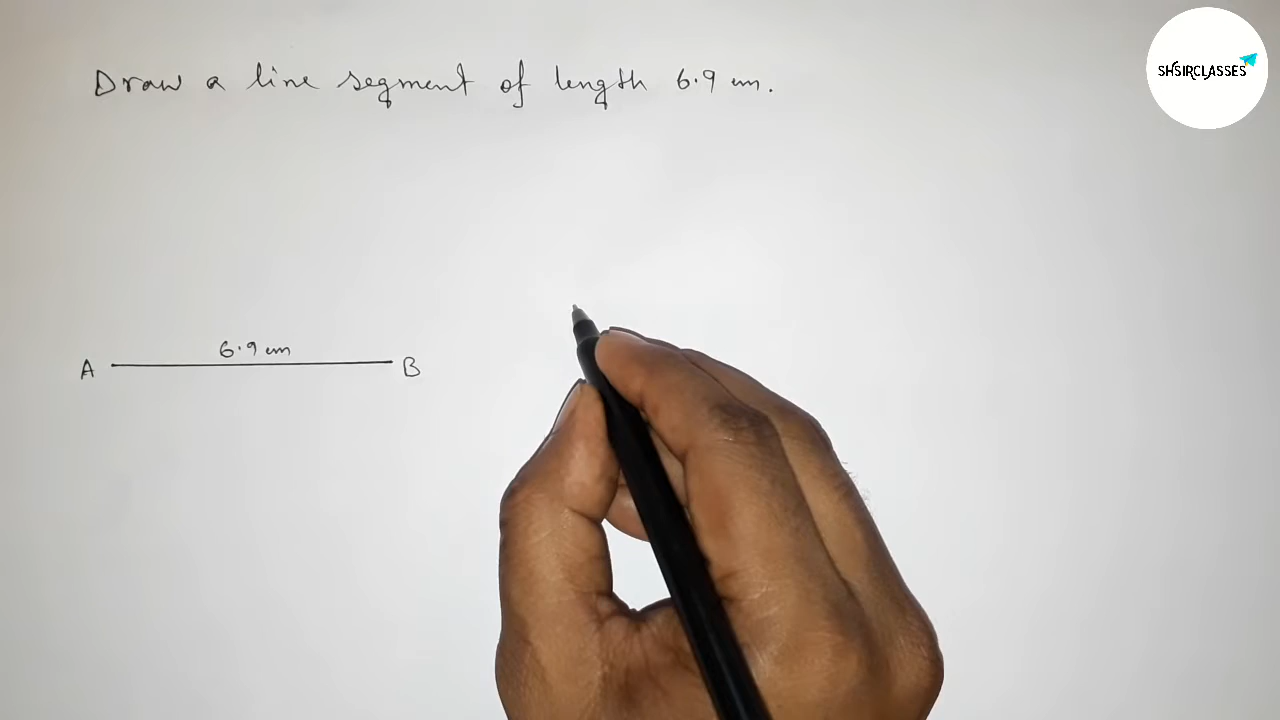 Draw a line segment of length 6.9 cm.
SHSIRCLASSES
6.9 cm
A B